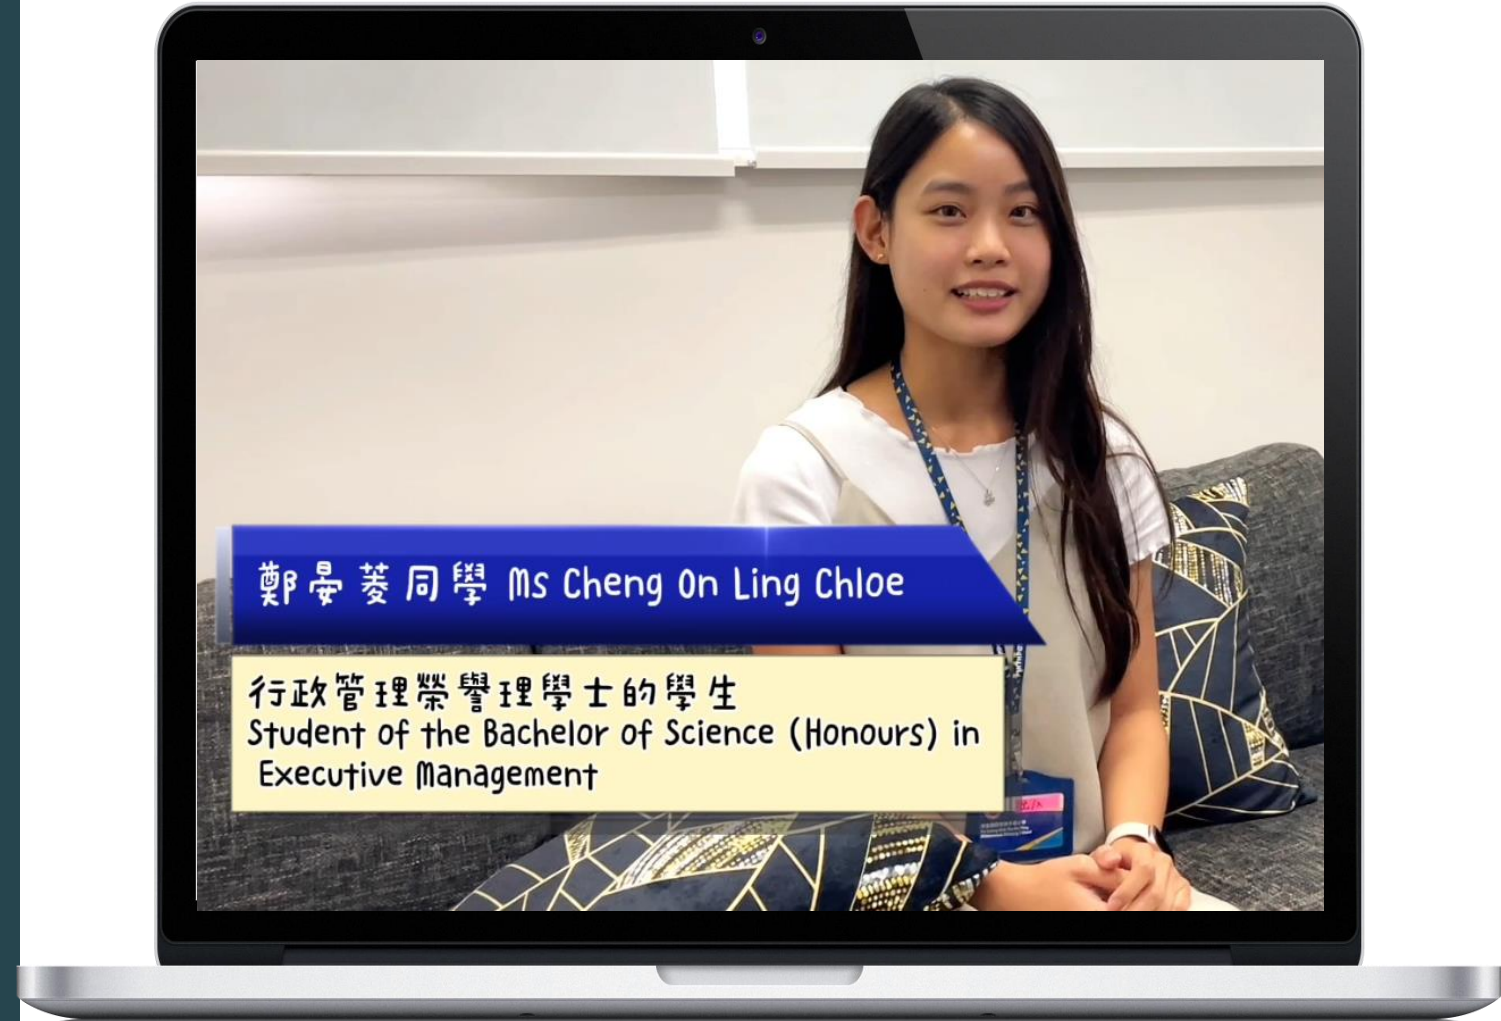 鄭晏菱同學 Ms Cheng On Ling Chloe
行政管理榮譽理學士的學生
Student of the Bachelor of Science (Honours) in
Executive Management